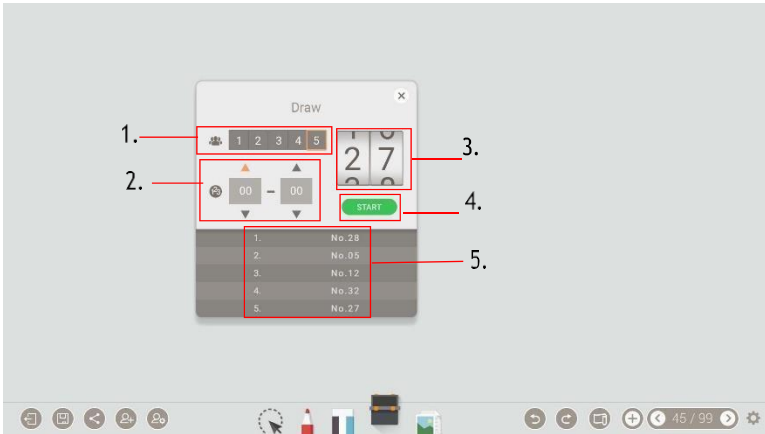 Draw
1.
1 2 3 4 5
2 7
3.
2.
00 - 00
START
4.
1. No.28
2. No.05
3. No.12
4. No.32
5. No.27
5.
45 / 99